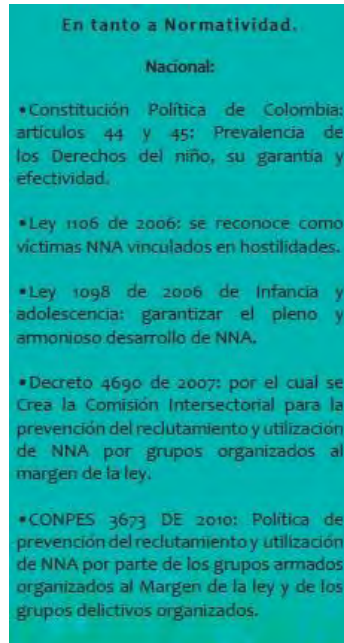 En tanto a Normatividad.
Nacional:
•Constitución Política de Colombia:
artículos 44 y 45: Prevalencia de
los Derechos del niño, su garantía y
efectividad.
•Ley 1106 de 2006: se reconoce como
víctimas NNA vinculados en hostilidades.
•Ley 1098 de 2006 de Infancia y
adolescencia: garantizar el pleno y
armonioso desarrollo de NNA.
•Decreto 4690 de 2007: por el cual se
Crea la Comisión Intersectorial para la
prevención del reclutamiento y utilización
de NNA por grupos organizados al
margen de la ley.
•CONPES 3673 DE 2010: Política de
prevención del reclutamiento y utilización
de NNA por parte de los grupos armados
organizados al Margen de la ley y de los
grupos delictivos organizados.